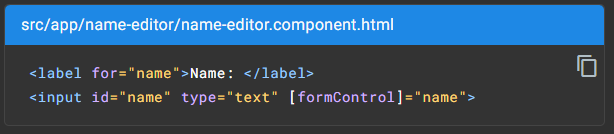 src/app/name-editor/name-editor.component.html
<label for="name">Name: </label>
<input id="name" type="text" [formControl]="name">